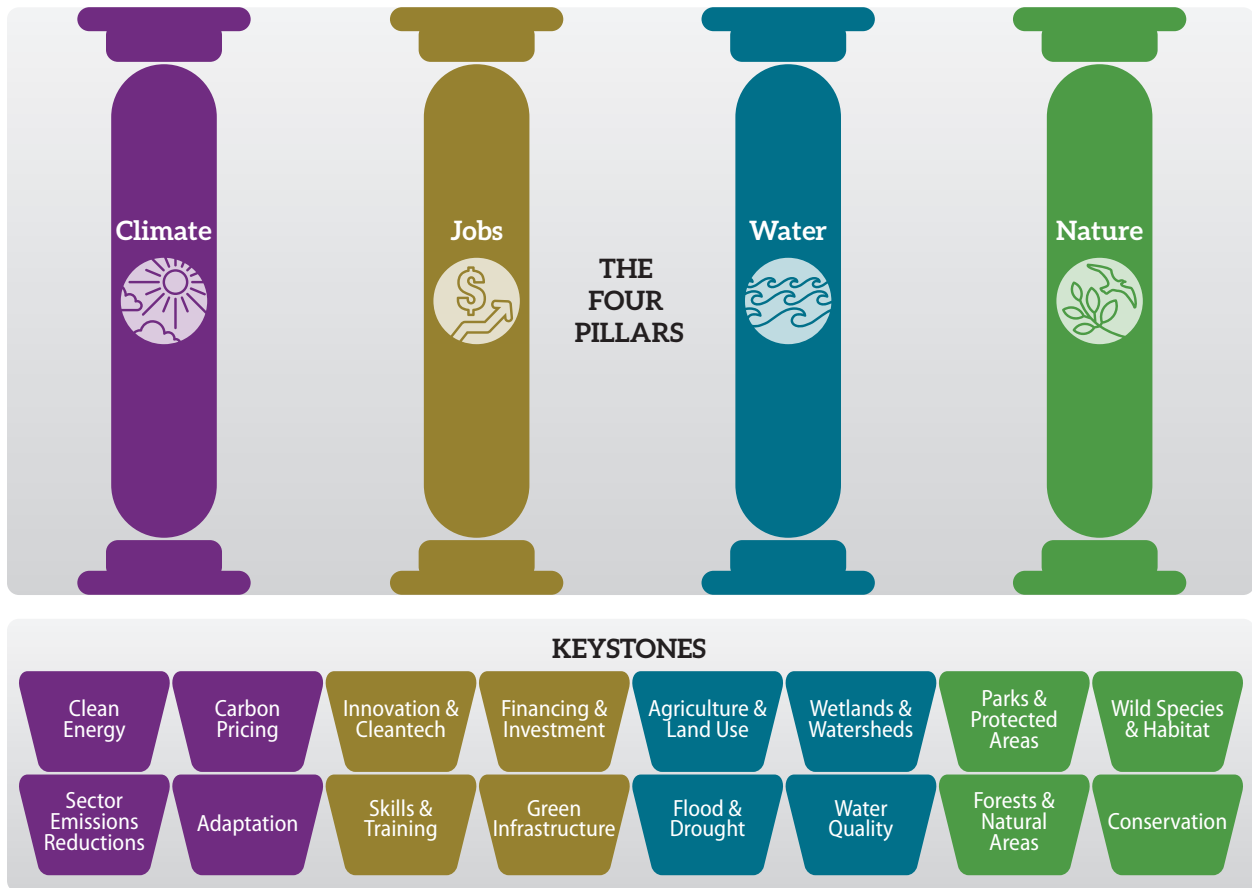 Climate
Jobs
THE
FOUR
PILLARS
Water
Nature
KEYSTONES
Clean
Energy
Carbon
Pricing
Innovation &
Cleantech
Financing &
Investment
Agriculture &
Land Use
Wetlands &
Watersheds
Parks &
Protected
Areas
Wild Species
& Habitat
Sector
Emissions
Reductions
Adaptation
Skills &
Training
Green
Infrastructure
Flood &
Drought
Water
Quality
Forests &
Natural
Areas
Conservation